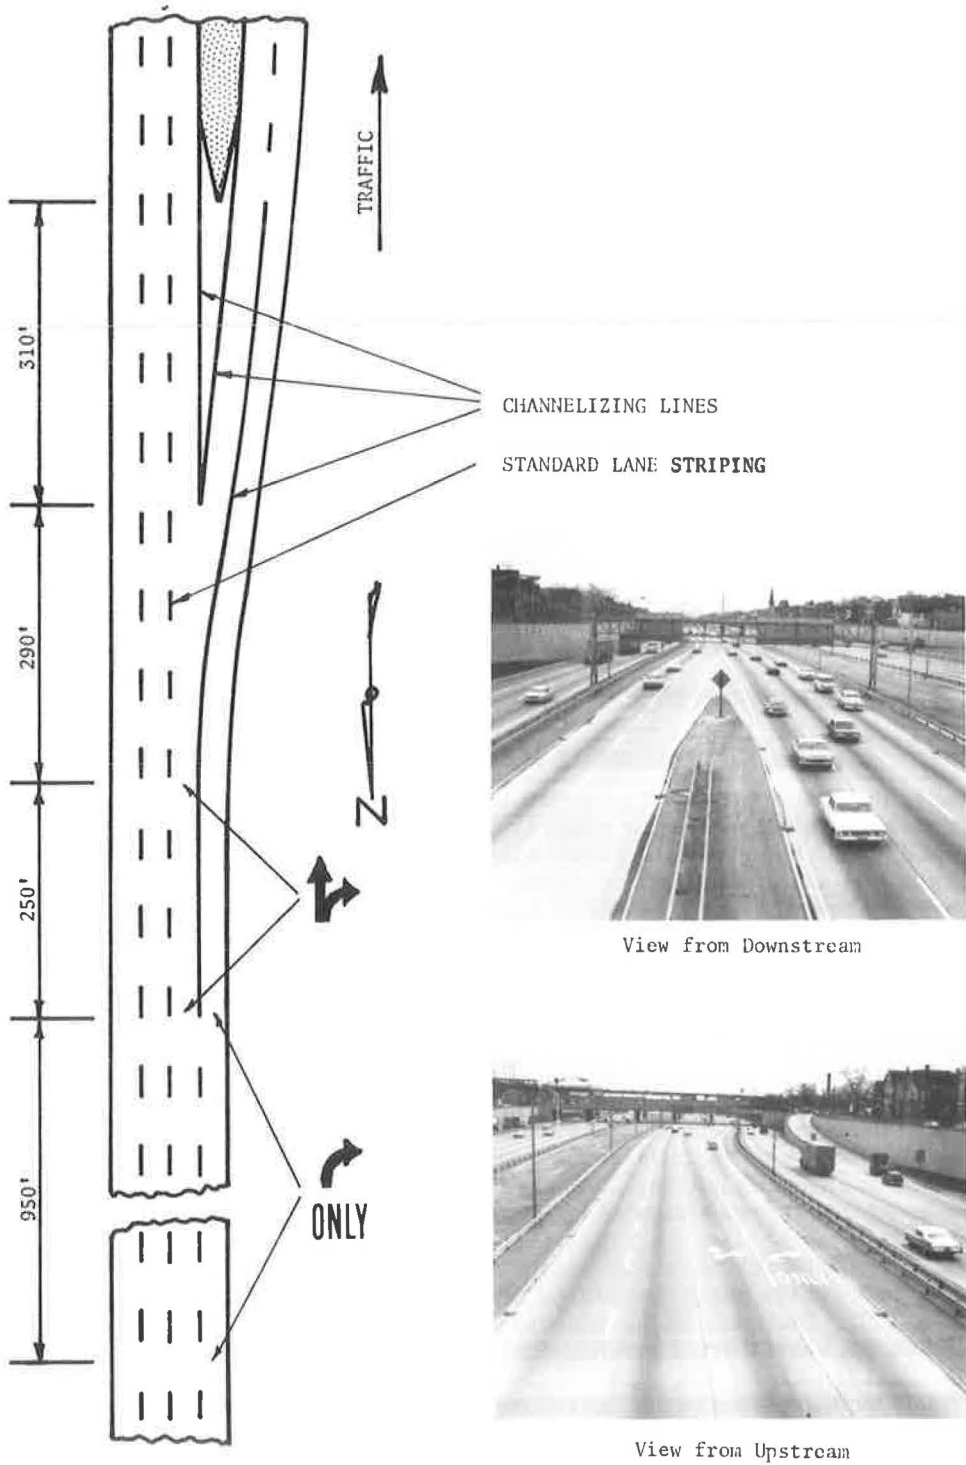 TRAFFIC
310'
CHANNELIZING LINES
STANDARD LANE STRIPING
290'
N
250'
View from Downstream
950'
ONLY
View from Upstream